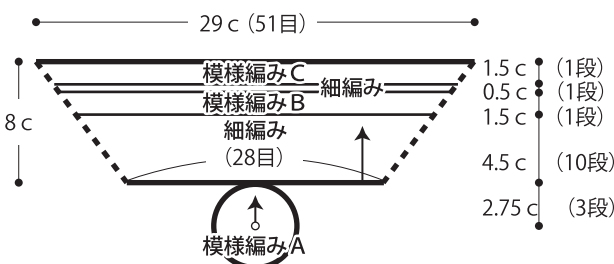 29 c（51目）
模様編みC
細編み
模様編みB
細編み
（28目）
模様編みA
8 c
1.5 c （1段）
0.5 c （1段）
1.5 c （1段）
4.5 c （10段）
2.75 c （3段）